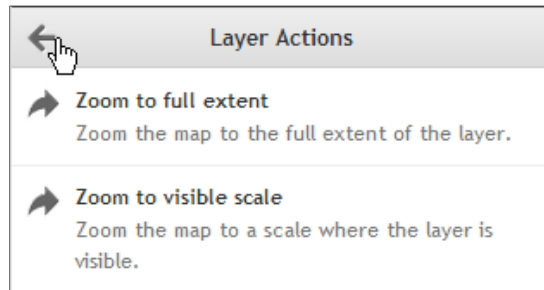 Layer Actions
Zoom to full extent
Zoom the map to the full extent of the layer.
Zoom to visible scale
Zoom the map to a scale where the layer is
visible.